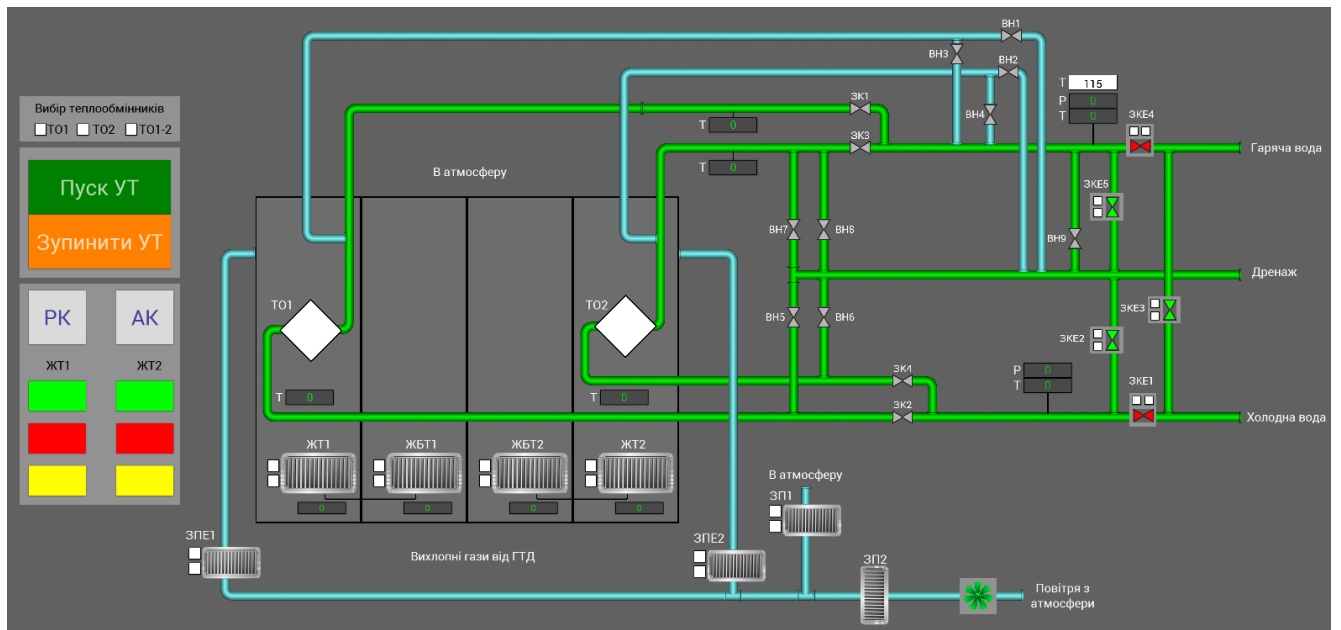 ВН1
ВН3
ВН2
Т 115
Р 0
Т 0
Вибір теплообмінників
ТО1 ТО2 ТО1-2
ЗК1
ВН4
ЗКЕ4
Т 0
ЗК3
Гаряча вода
Т 0
В атмосферу
Пуск УТ
Зупинити УТ
ЗКЕ5
ВН7
ВН8
ВН9
Дренаж
ТО1
ТО2
ЗКЕ3
РК
АК
ВН5
ВН6
ЗКЕ2
ЖТ1
ЖТ2
ЗК4
Р 0
Т 0
ЗКЕ1
Т 0
Т 0
ЗК2
Холодна вода
ЖТ1
ЖБТ1
ЖБТ2
ЖТ2
В атмосферу
ЗП1
0
0
0
0
ЗПЕ1
ЗПЕ2
Вихлопні гази від ГТД
ЗП2
Повітря з
атмосфери